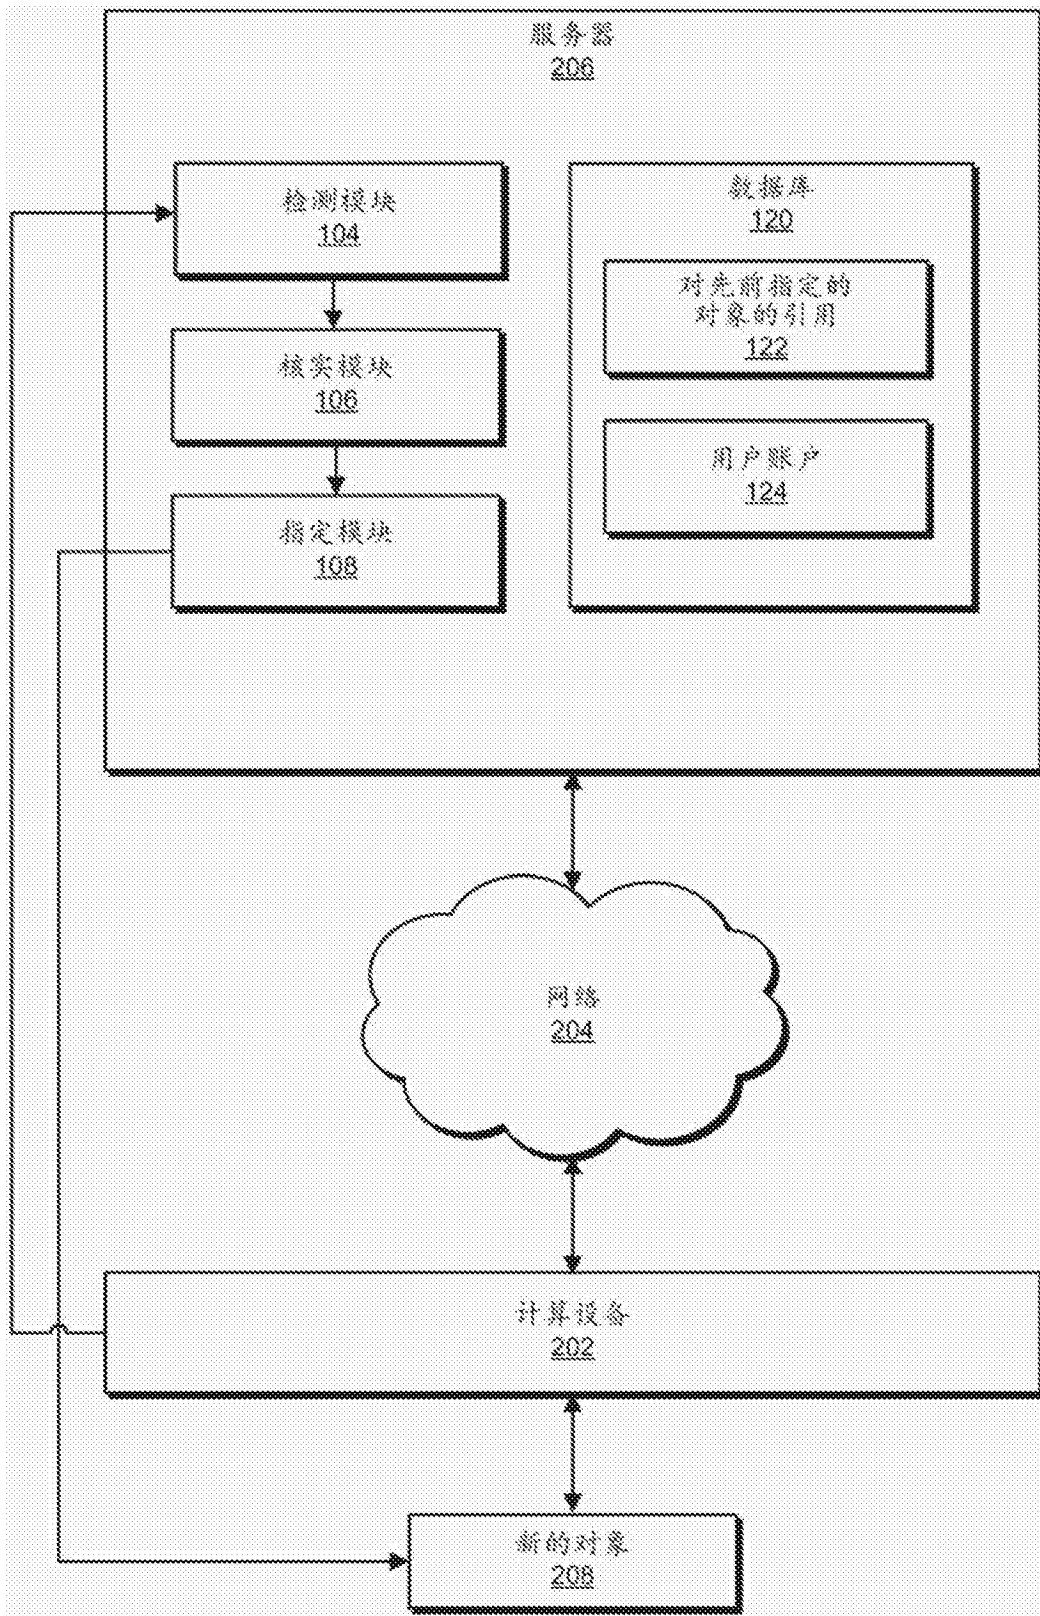 服务器
206
检测模块
104
核实模块
106
指定模块
108
数据库
120
对先前指定的
对象的引用
122
用户账户
124
网络
204
计算设备
202
新的对象
208